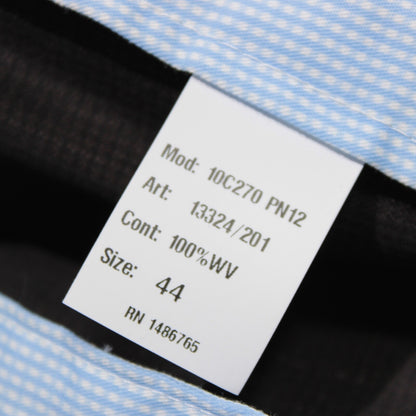 Mod: 10C270 PN12
Art: 13324/201
Cont: 100%WV
Size: 44
RN 1486765